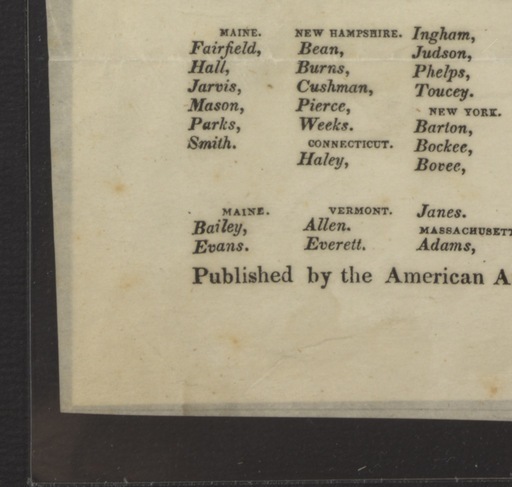 MAINE.
Fairfield,
Hall,
Jarvis,
Mason,
Parks,
Smith.
NEW HAMPSHIRE.
Bean,
Burns,
Cushman,
Pierce,
Weeks.
CONNECTICUT.
Haley,
Ingham,
Judson,
Phelps,
Toucey.
NEW YORK.
Barton,
Bockee,
Bovee,
MAINE.
Bailey,
Evans.
VERMONT.
Allen.
Everett.
Janes.
MASSACHUSETT
Adams,
Published by the American A